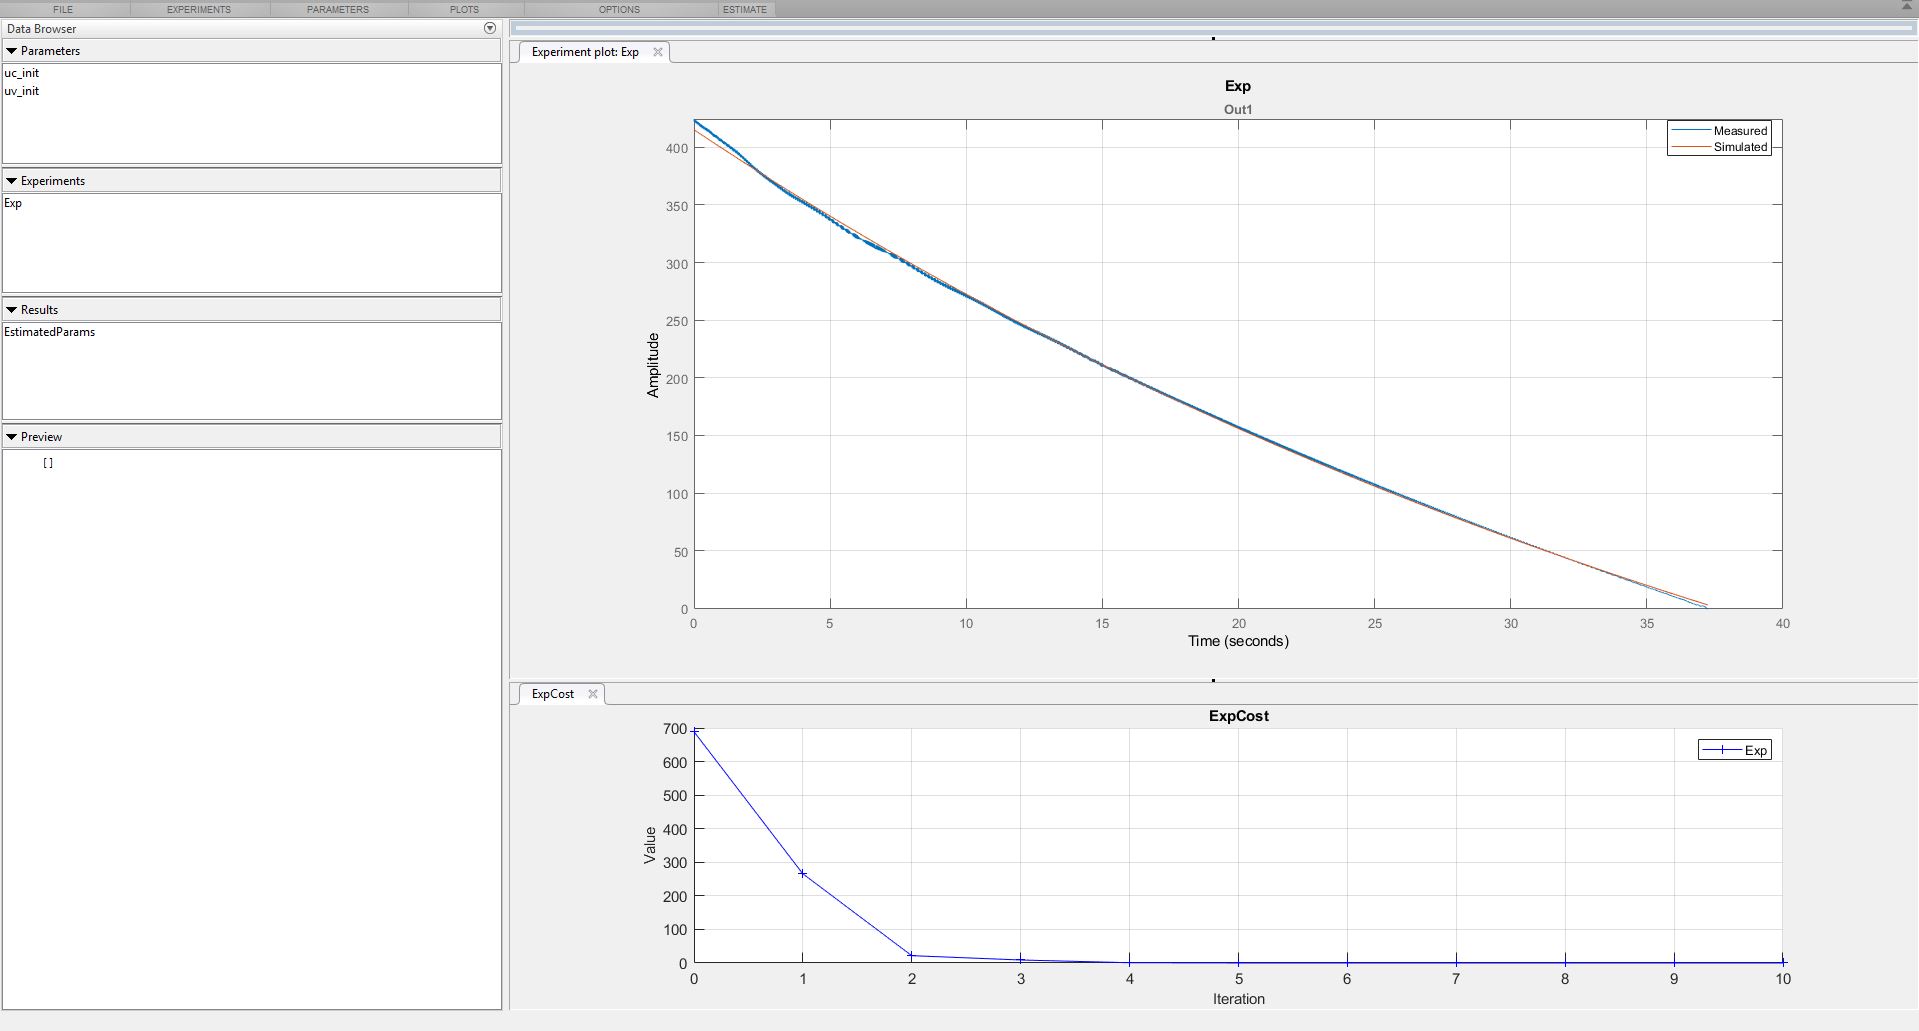 FILE EXPERIMENTS PARAMETERS PLOTS OPTIONS ESTIMATE
Data Browser
Parameters
uc_init
uv_init
Experiments
Exp
Results
EstimatedParams
Preview
[ ]
Experiment plot: Exp
Exp
Out1
Measured
Simulated
400
350
300
250
200
150
100
50
0
Amplitude
0 5 10 15 20 25 30 35 40
Time (seconds)
ExpCost
ExpCost
Exp
700
600
500
400
300
200
100
0
Value
0 1 2 3 4 5 6 7 8 9 10
Iteration